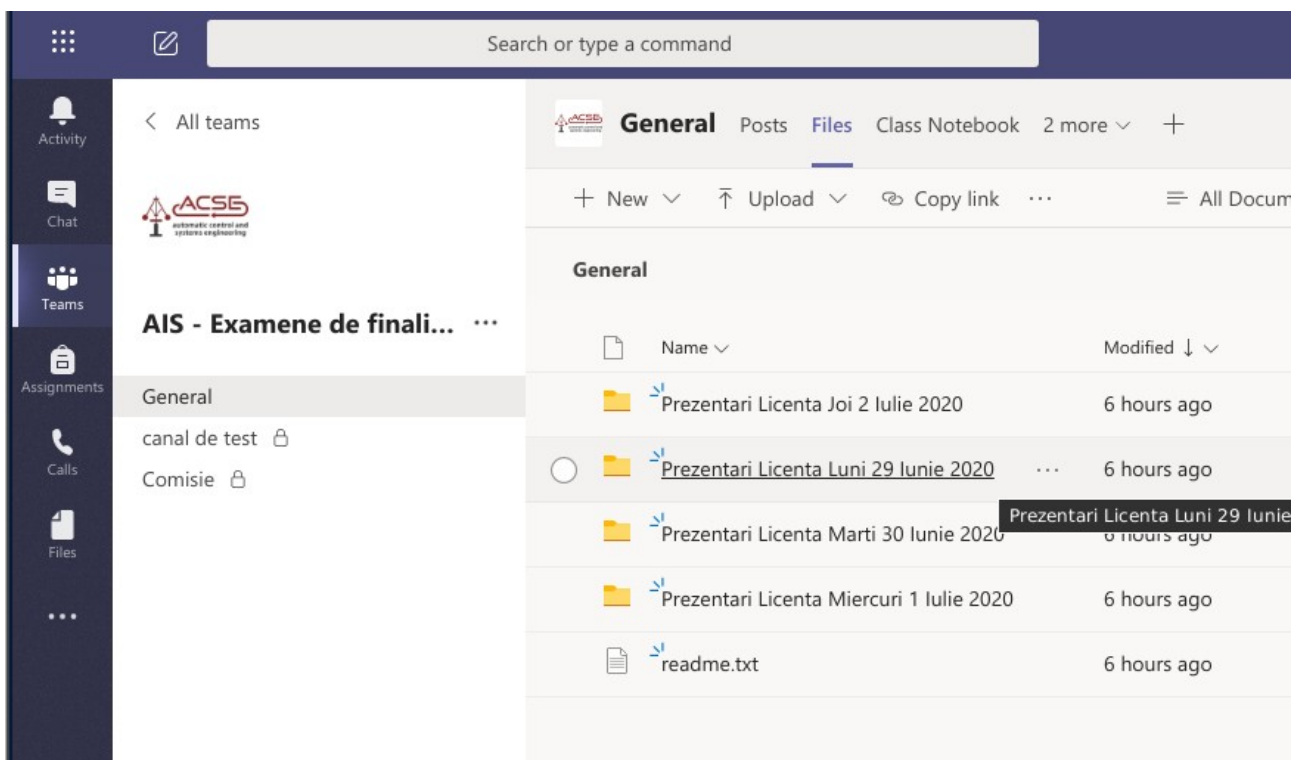 Search or type a command
Activity
Chat
Teams
Assignments
Calls
Files
All teams
ACSE
automatic control and
systems engineering
AIS - Examene de finali... ...
General
canal de test
Comisie
General Posts Files Class Notebook 2 more
New Upload Copy link ... All Docum
General
Name Modified
Prezentari Licenta Joi 2 Iulie 2020 6 hours ago
Prezentari Licenta Luni 29 Iunie 2020 ... 6 hours ago
Prezentari Licenta Luni 29 Iunie
Prezentari Licenta Marti 30 Iunie 2020 6 hours ago
Prezentari Licenta Miercuri 1 Iulie 2020 6 hours ago
readme.txt 6 hours ago